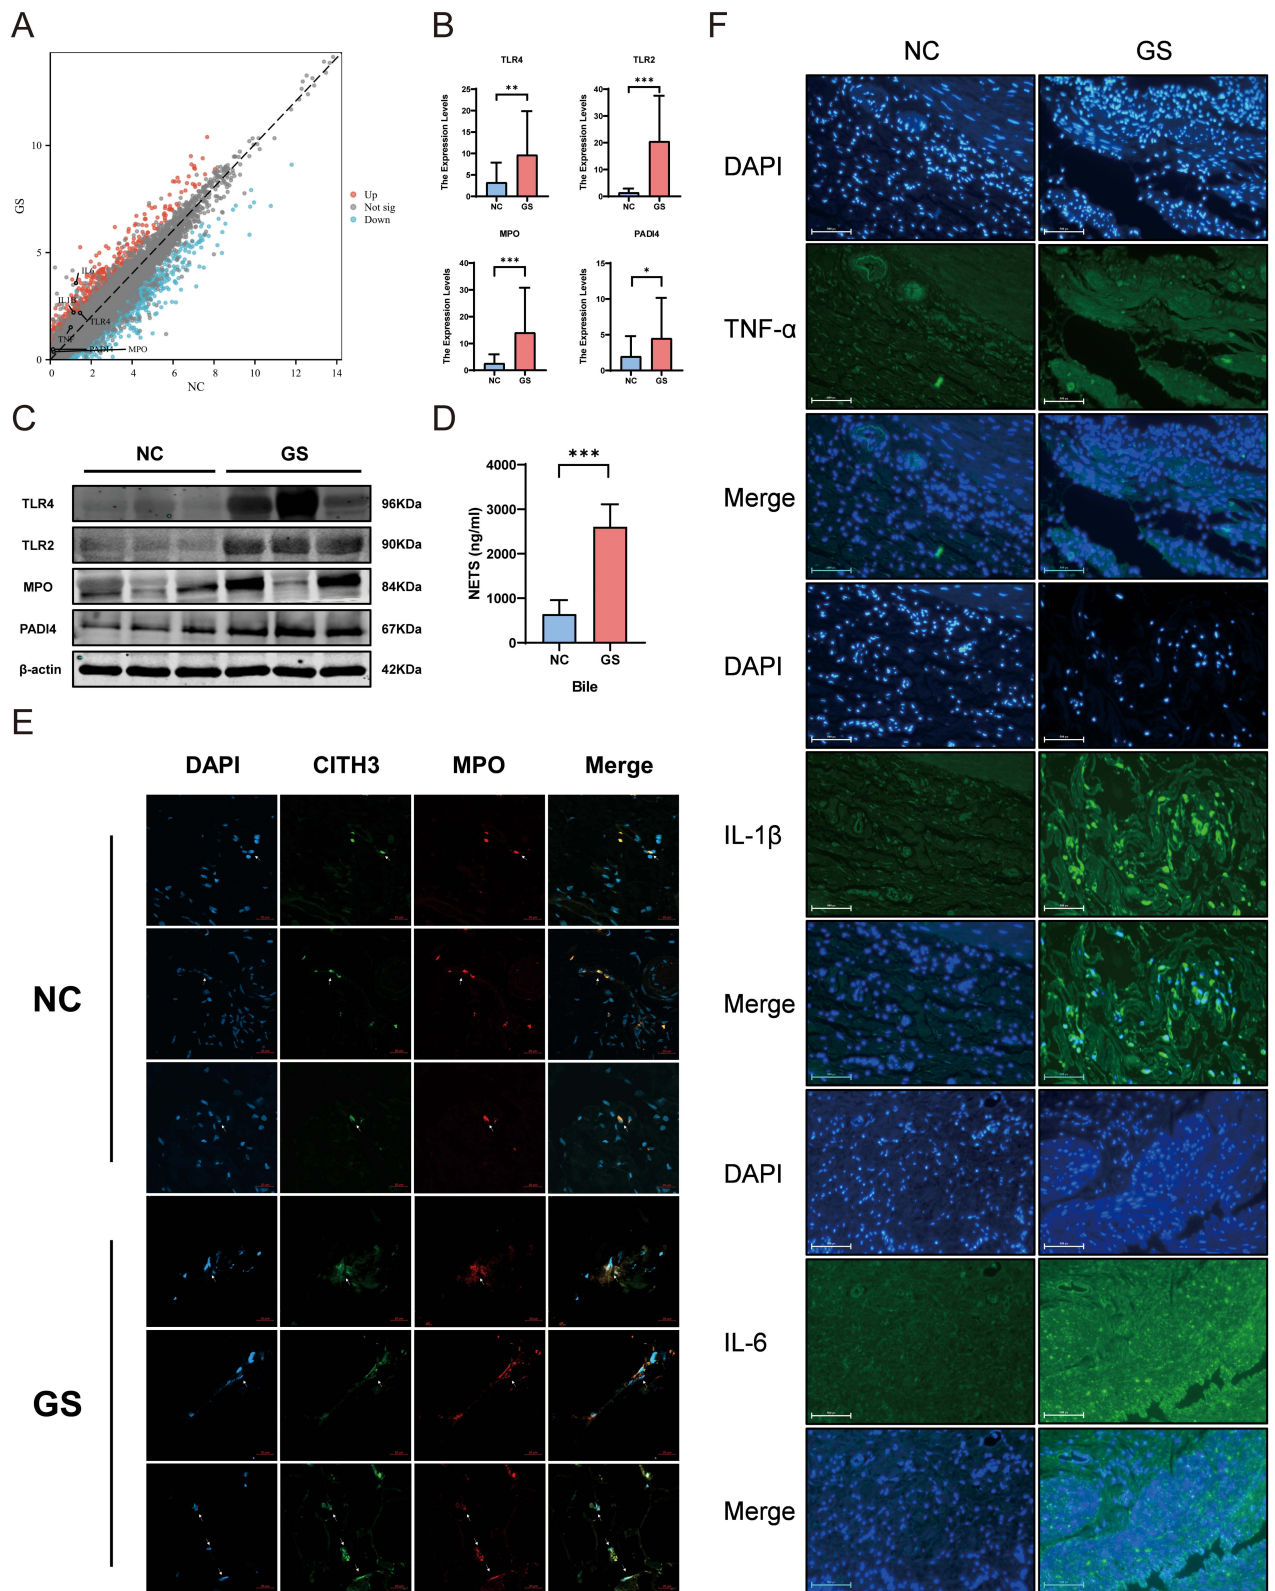 A
GS
10
5
0
0 2 4 6 8 10 12 14
NC
IL6
IL1B
TLR4
TNF
PADI4
MPO
Up
Not sig
Down
B
TLR4
The Expression Levels
25
20
15
10
5
0
**
NC GS
TLR2
The Expression Levels
40
30
20
10
0
***
NC GS
MPO
The Expression Levels
40
30
20
10
0
***
NC GS
PADI4
The Expression Levels
15
10
5
0
*
NC GS
C
NC GS
TLR4 96KDa
TLR2 90KDa
MPO 84KDa
PADI4 67KDa
β-actin 42KDa
D
NETS (ng/ml)
4000
3000
2000
1000
0
***
NC GS
Bile
E
DAPI CITH3 MPO Merge
NC
GS
F
NC GS
DAPI
TNF-α
Merge
DAPI
IL-1β
Merge
DAPI
IL-6
Merge